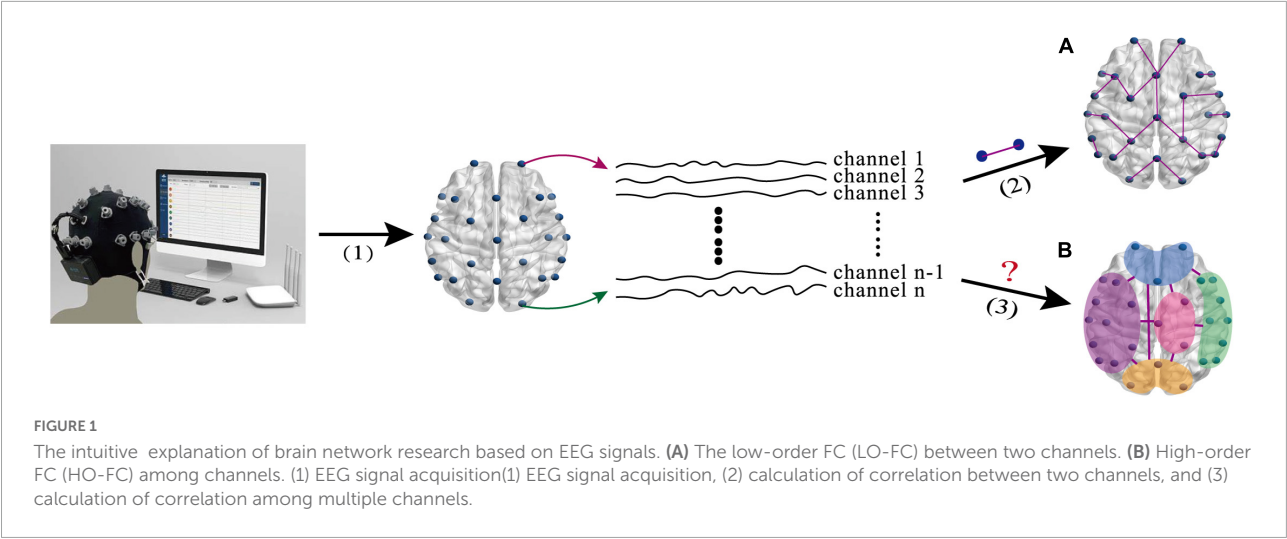 A
channel 1
channel 2
channel 3
(1)
(2)
B
?
channel n-1
channel n
(3)
FIGURE 1
The intuitive explanation of brain network research based on EEG signals. (A) The low-order FC (LO-FC) between two channels. (B) High-order
FC (HO-FC) among channels. (1) EEG signal acquisition(1) EEG signal acquisition, (2) calculation of correlation between two channels, and (3)
calculation of correlation among multiple channels.